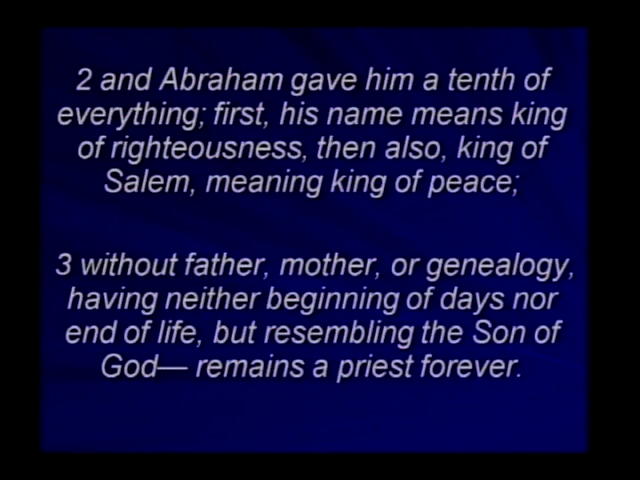 2 and Abraham gave him a tenth of
everything; first, his name means king
of righteousness, then also, king of
Salem, meaning king of peace;
3 without father, mother, or genealogy,
having neither beginning of days nor
end of life, but resembling the Son of
God— remains a priest forever.